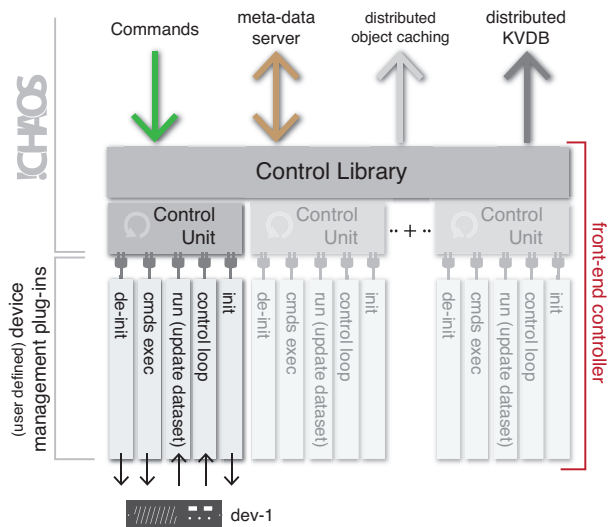 Commands
meta-data
server
distributed
object caching
distributed
KVDB
!CHAOS
Control Library
Control
Unit
Control
Unit
·· + ··
Control
Unit
(user defined) device
management plug-ins
de-init
cmds exec
run (update dataset)
control loop
init
de-init
cmds exec
run (update dataset)
control loop
init
de-init
cmds exec
run (update dataset)
control loop
init
front-end controller
dev-1